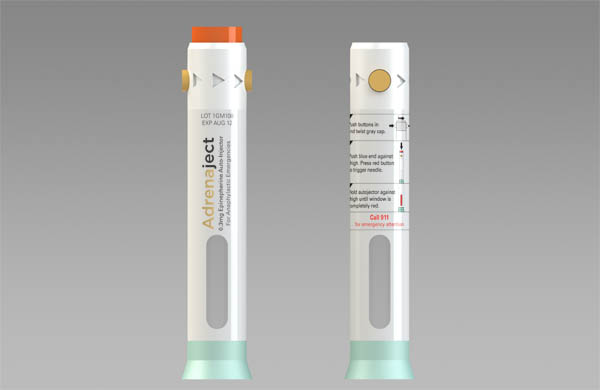 LOT 1GM108
EXP AUG 12
Adrenaject
0.3mg Epinephrine Auto-Injector
For Anaphylactic Emergencies
Push buttons in
and twist gray cap.
Push blue end against
thigh. Press red button
to trigger needle.
Hold autojector against
thigh until window is
completely red.
Call 911
for emergency attention